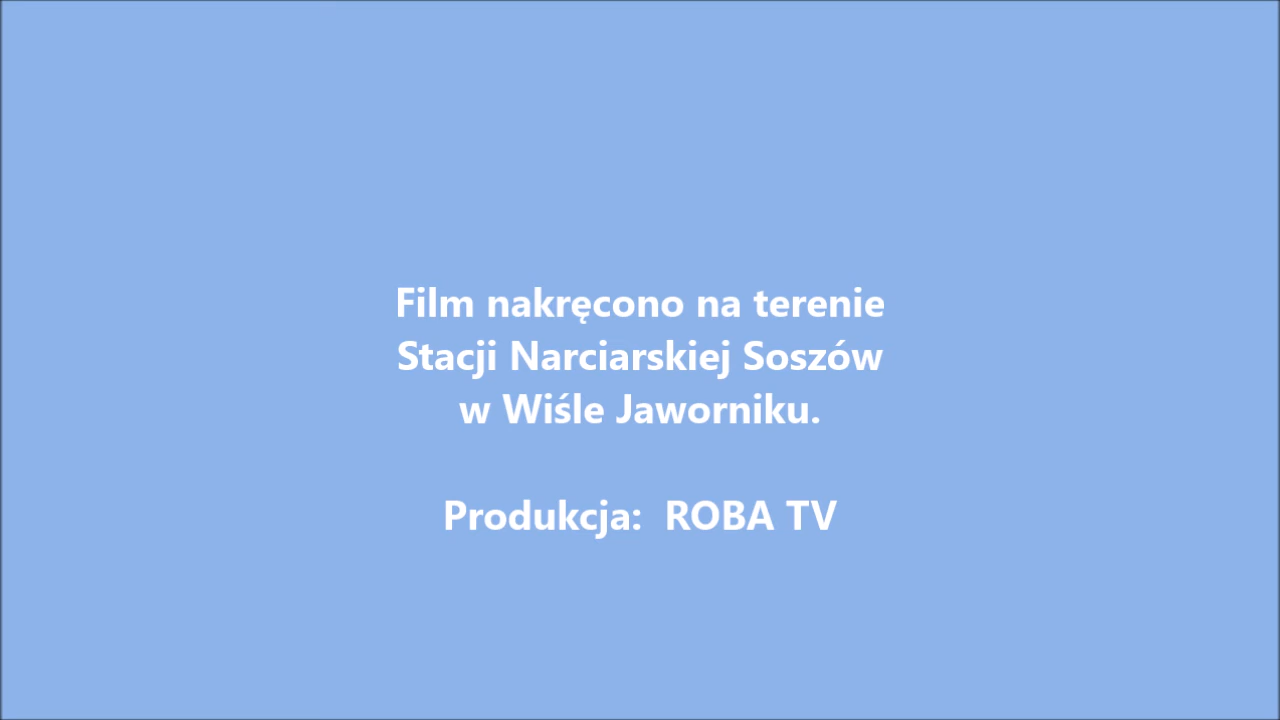 Film nakręcono na terenie
Stacji Narciarskiej Soszów
w Wiśle Jaworniku.
Produkcja:  ROBA TV